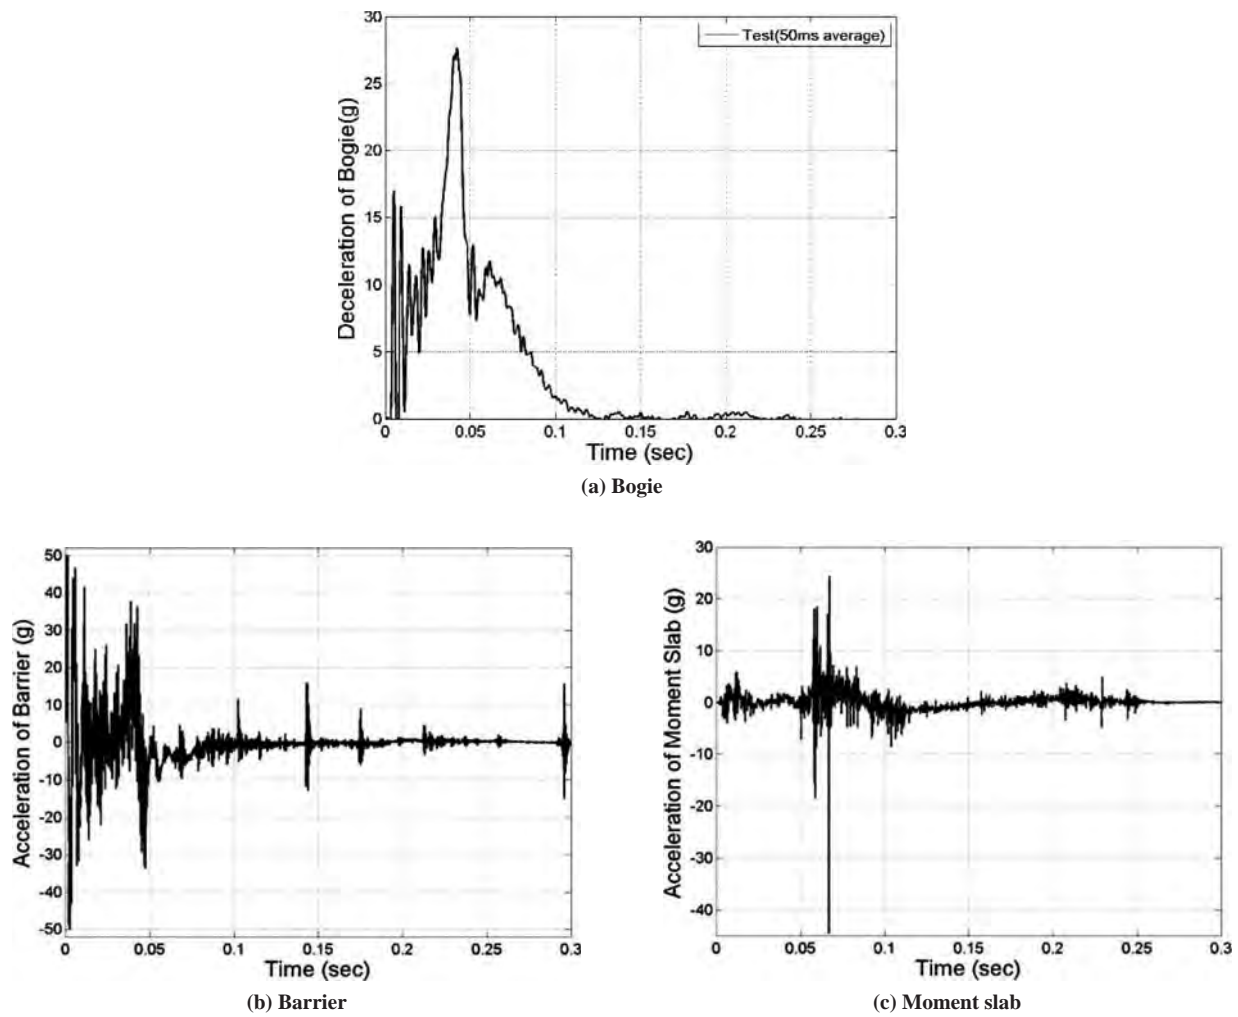 30
25
20
15
10
5
0
Deceleration of Bogie(g)
Test(50ms average)
0 0.05 0.1 0.15 0.2 0.25 0.3
Time (sec)
(a) Bogie
50
40
30
20
10
0
-10
-20
-30
-40
-50
Acceleration of Barrier (g)
0 0.05 0.1 0.15 0.2 0.25 0.3
Time (sec)
(b) Barrier
30
20
10
0
-10
-20
-30
-40
Acceleration of Moment Slab (g)
0 0.05 0.1 0.15 0.2 0.25 0.3
Time (sec)
(c) Moment slab